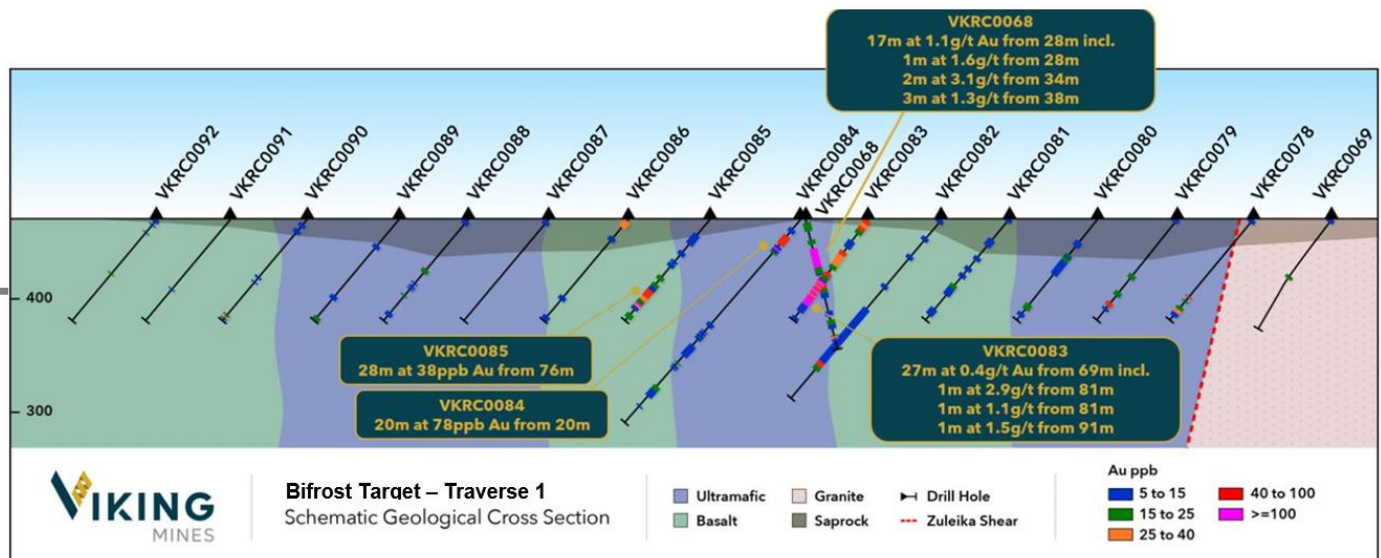 VKRC0068
17m at 1.1g/t Au from 28m incl.
1m at 1.6g/t from 28m
2m at 3.1g/t from 34m
3m at 1.3g/t from 38m
VKRC0092
VKRC0091
VKRC0090
VKRC0089
VKRC0088
VKRC0087
VKRC0086
VKRC0085
VKRC0084
VKRC0068
VKRC0083
VKRC0082
VKRC0081
VKRC0080
VKRC0079
VKRC0078
VKRC0069
400
300
VKRC0085
28m at 38ppb Au from 76m
VKRC0084
20m at 78ppb Au from 20m
VKRC0083
27m at 0.4g/t Au from 69m incl.
1m at 2.9g/t from 81m
1m at 1.1g/t from 81m
1m at 1.5g/t from 91m
VIKING
MINES
Bifrost Target – Traverse 1
Schematic Geological Cross Section
Ultramafic
Basalt
Granite
Saprock
Drill Hole
Zuleika Shear
Au ppb
5 to 15
15 to 25
25 to 40
40 to 100
>=100